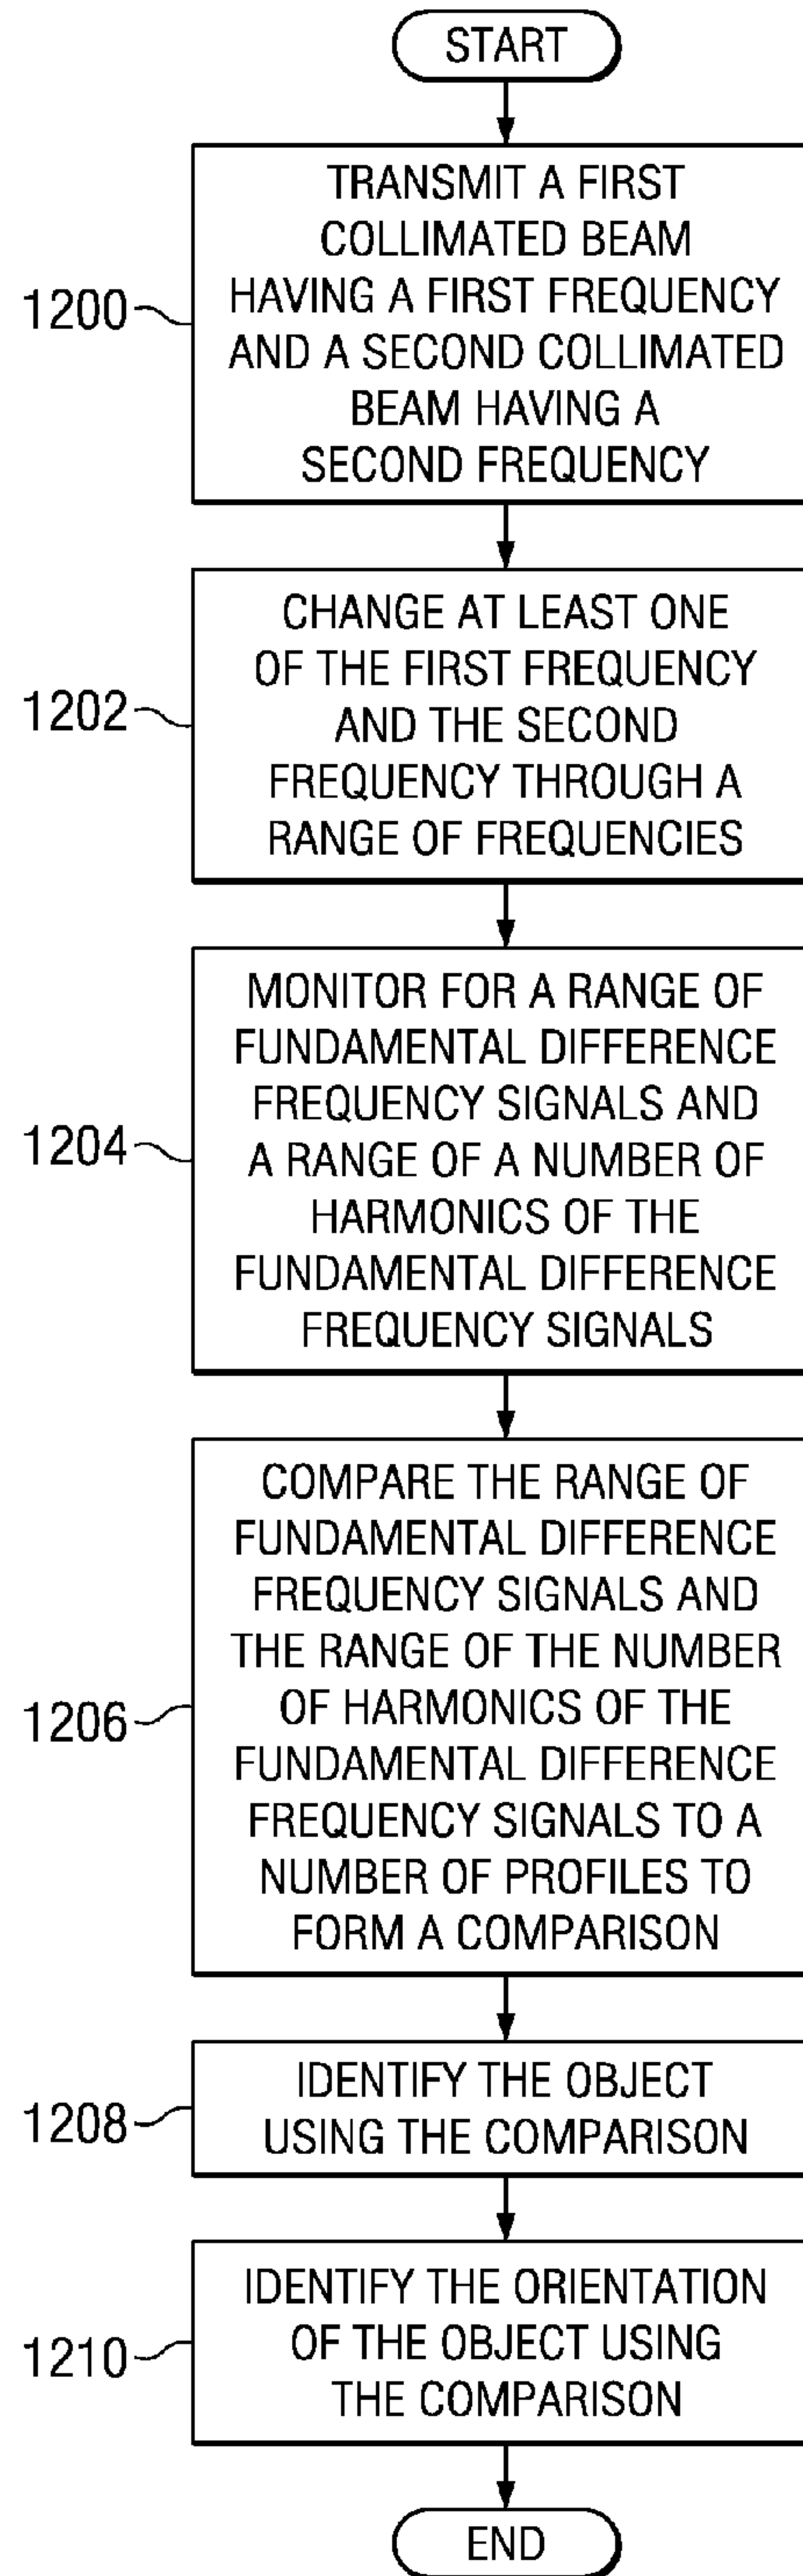 START
1200
TRANSMIT A FIRST
COLLIMATED BEAM
HAVING A FIRST FREQUENCY
AND A SECOND COLLIMATED
BEAM HAVING A
SECOND FREQUENCY
1202
CHANGE AT LEAST ONE
OF THE FIRST FREQUENCY
AND THE SECOND
FREQUENCY THROUGH A
RANGE OF FREQUENCIES
1204
MONITOR FOR A RANGE OF
FUNDAMENTAL DIFFERENCE
FREQUENCY SIGNALS AND
A RANGE OF A NUMBER OF
HARMONICS OF THE
FUNDAMENTAL DIFFERENCE
FREQUENCY SIGNALS
1206
COMPARE THE RANGE OF
FUNDAMENTAL DIFFERENCE
FREQUENCY SIGNALS AND
THE RANGE OF THE NUMBER
OF HARMONICS OF THE
FUNDAMENTAL DIFFERENCE
FREQUENCY SIGNALS TO A
NUMBER OF PROFILES TO
FORM A COMPARISON
1208
IDENTIFY THE OBJECT
USING THE COMPARISON
1210
IDENTIFY THE ORIENTATION
OF THE OBJECT USING
THE COMPARISON
END